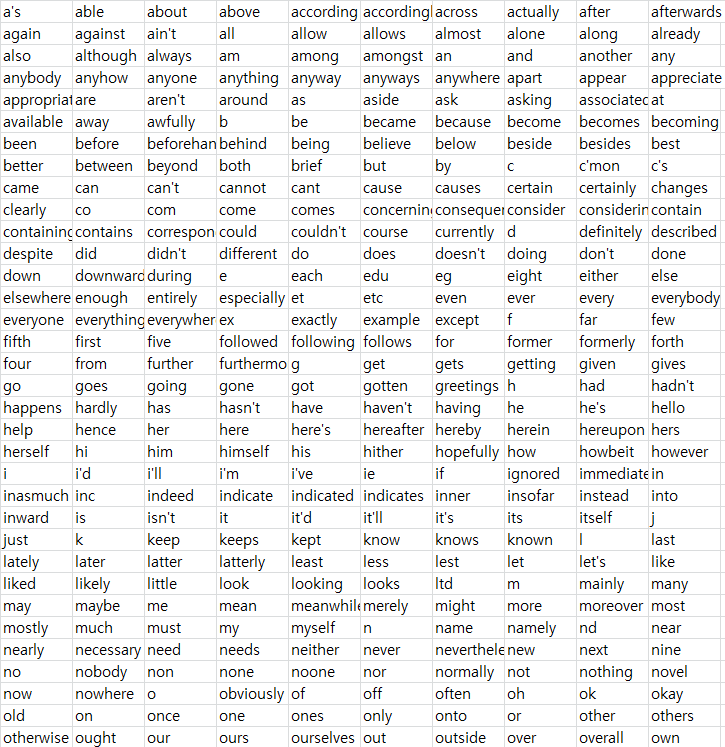 a's able about above according accordingl across actually after afterwards
again against ain't all allow allows almost alone along already
also although always am among amongst an and another any
anybody anyhow anyone anything anyway anyways anywhere apart appear appreciate
appropriat are aren't around as aside ask asking associated at
available away awfully b be became because become becomes becoming
been before beforehan behind being believe below beside besides best
better between beyond both brief but by c c'mon c's
came can can't cannot cant cause causes certain certainly changes
clearly co com come comes concerning consequen consider considerin contain
containing contains correspon could couldn't course currently d definitely described
despite did didn't different do does doesn't doing don't done
down downward during e each edu eg eight either else
elsewhere enough entirely especially et etc even ever every everybody
everyone everything everywher ex exactly example except f far few
fifth first five followed following follows for former formerly forth
four from further furthermo g get gets getting given gives
go goes going gone got gotten greetings h had hadn't
happens hardly has hasn't have haven't having he he's hello
help hence her here here's hereafter hereby herein hereupon hers
herself hi him himself his hither hopefully how howbeit however
i i'd i'll i'm i've ie if ignored immediate in
inasmuch inc indeed indicate indicated indicates inner insofar instead into
inward is isn't it it'd it'll it's its itself j
just k keep keeps kept know knows known l last
lately later latter latterly least less lest let let's like
liked likely little look looking looks ltd m mainly many
may maybe me mean meanwhile merely might more moreover most
mostly much must my myself n name namely nd near
nearly necessary need needs neither never neverthele new next nine
no nobody non none noone nor normally not nothing novel
now nowhere o obviously of off often oh ok okay
old on once one ones only onto or other others
otherwise ought our ours ourselves out outside over overall own